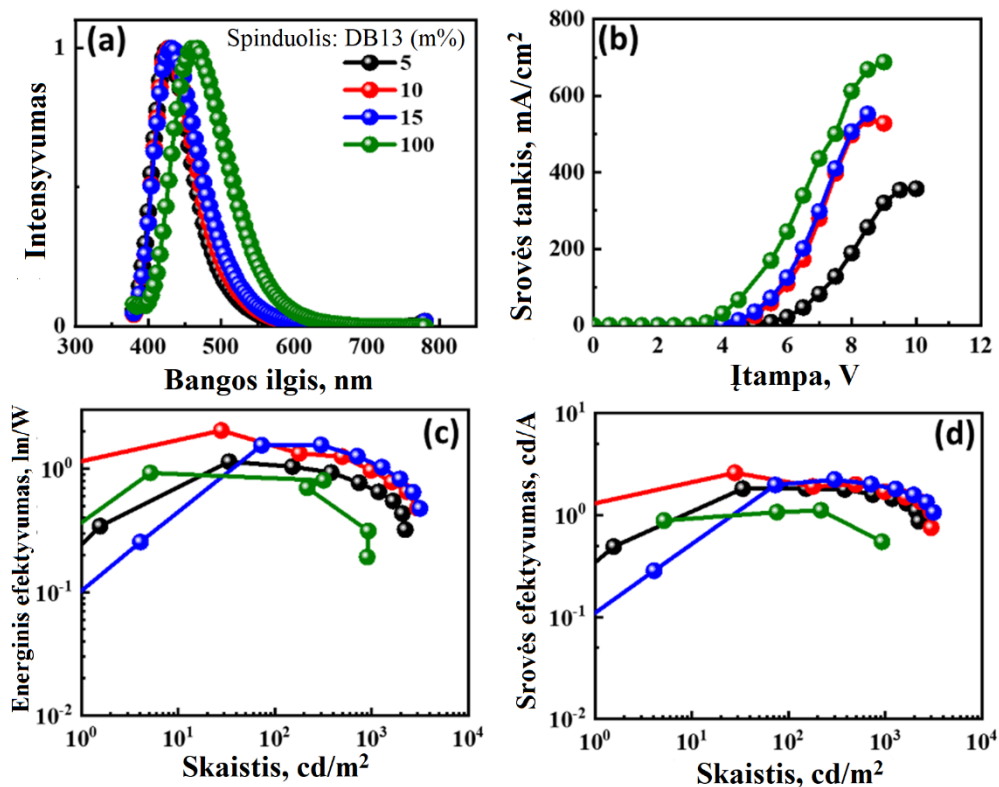 (a)
Spinduolis: DB13 (m%)
5
10
15
100
Intensyvumas
1
0
300 400 500 600 700 800
Bangos ilgis, nm
(b)
Srovės tankis, mA/cm²
800
600
400
200
0
0 2 4 6 8 10 12
Įtampa, V
(c)
Energinis efektyvumas, lm/W
10⁰
10⁻¹
10⁻²
10⁰ 10¹ 10² 10³ 10⁴
Skaistis, cd/m²
(d)
Srovės efektyvumas, cd/A
10¹
10⁰
10⁻¹
10⁻²
10⁰ 10¹ 10² 10³ 10⁴
Skaistis, cd/m²